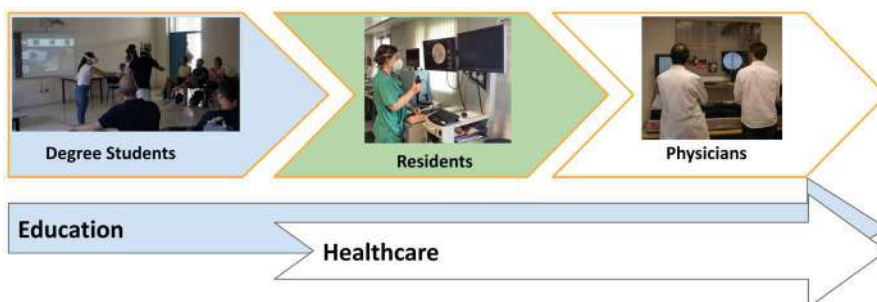 Degree Students
Residents
Physicians
Education
Healthcare